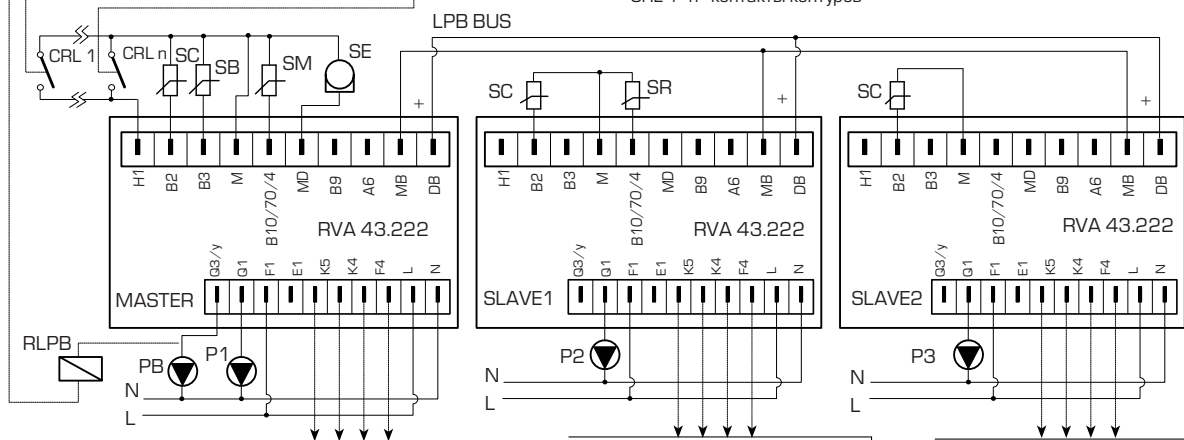 LPB BUS
CRL 1 CRL n SC SB SM SE
SC SR
SC
+ + +
H1 B2 B3 M B10/70/4 MD B9 A6 MB DB
H1 B2 B3 M B10/70/4 MD B9 A6 MB DB
H1 B2 B3 M B10/70/4 MD B9 A6 MB DB
RVA 43.222 RVA 43.222 RVA 43.222
Q3/y Q1 F1 E1 K5 K4 F4 L N
Q3/y Q1 F1 E1 K5 K4 F4 L N
Q3/y Q1 F1 E1 K5 K4 F4 L N
MASTER SLAVE1 SLAVE2
RLPB PB P1 P2 P3
N N N
L L L